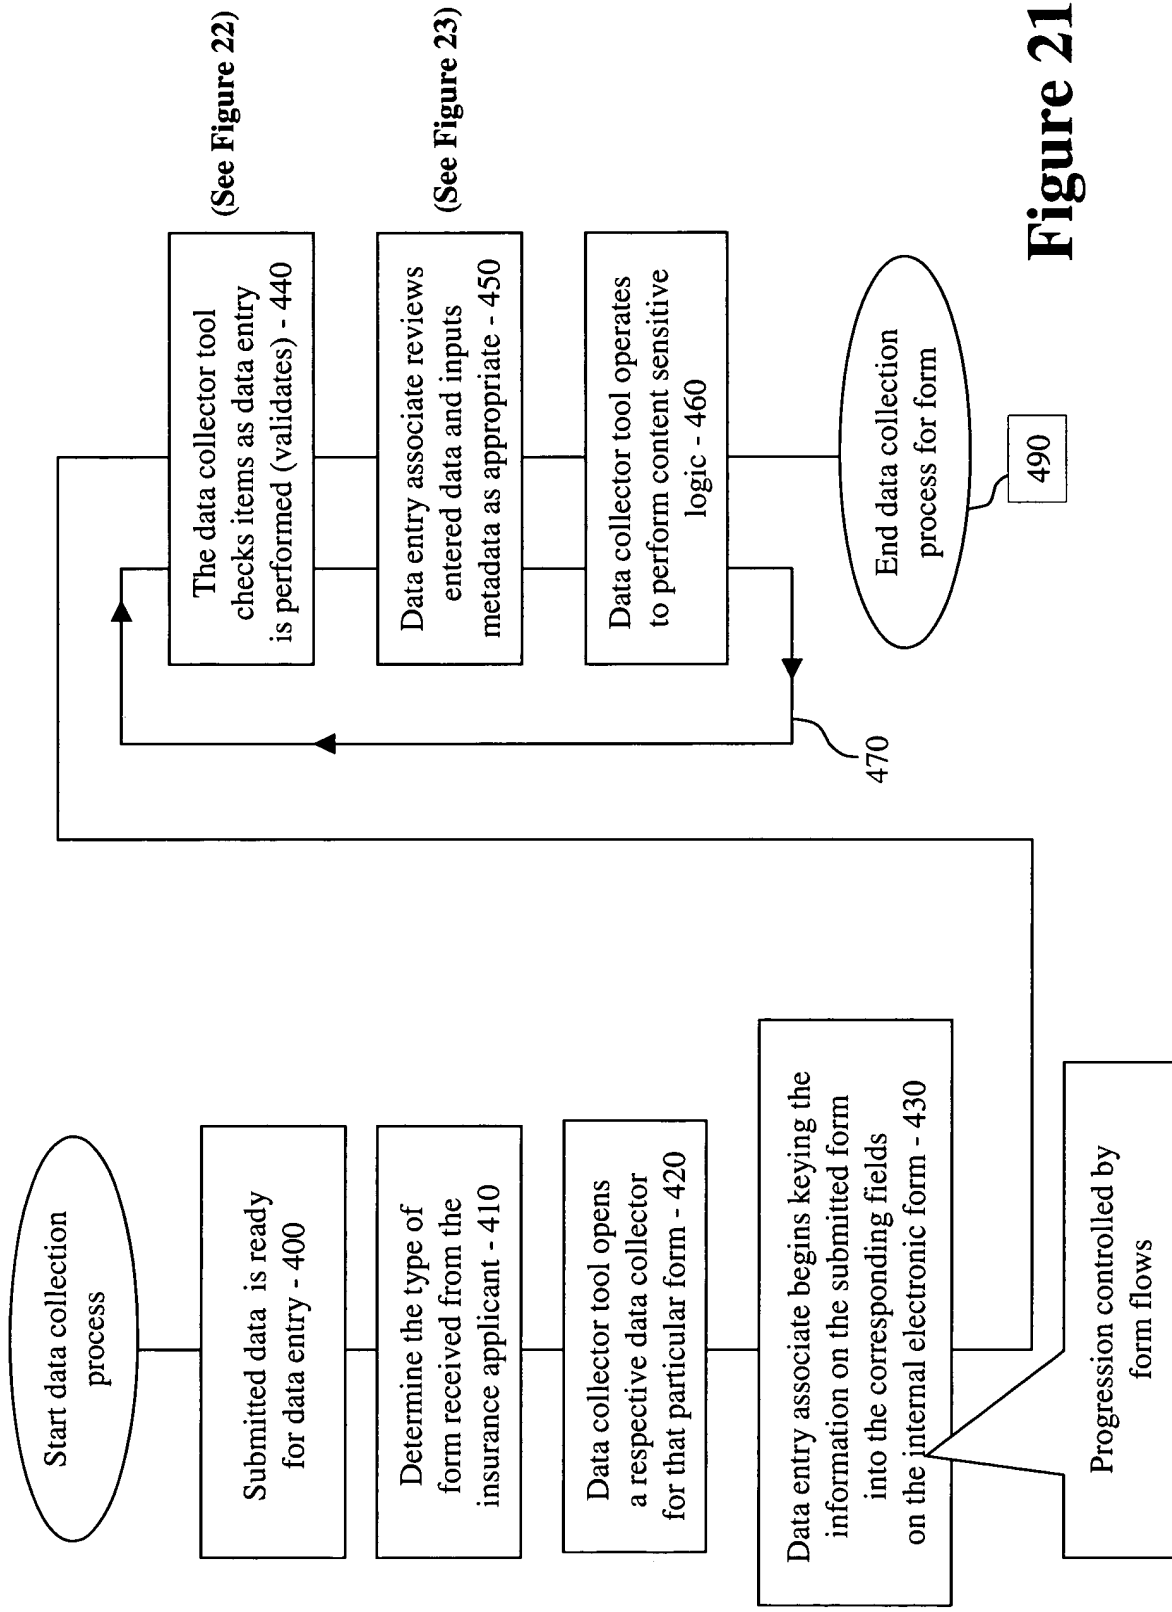 Start data collection
process
Submitted data is ready
for data entry - 400
Determine the type of
form received from the
insurance applicant - 410
Data collector tool opens
a respective data collector
for that particular form - 420
Data entry associate begins keying the
information on the submitted form
into the corresponding fields
on the internal electronic form - 430
Progression controlled by
form flows
The data collector tool
checks items as data entry
is performed (validates) - 440
(See Figure 22)
Data entry associate reviews
entered data and inputs
metadata as appropriate - 450
(See Figure 23)
Data collector tool operates
to perform content sensitive
logic - 460
470
End data collection
process for form
490
Figure 21